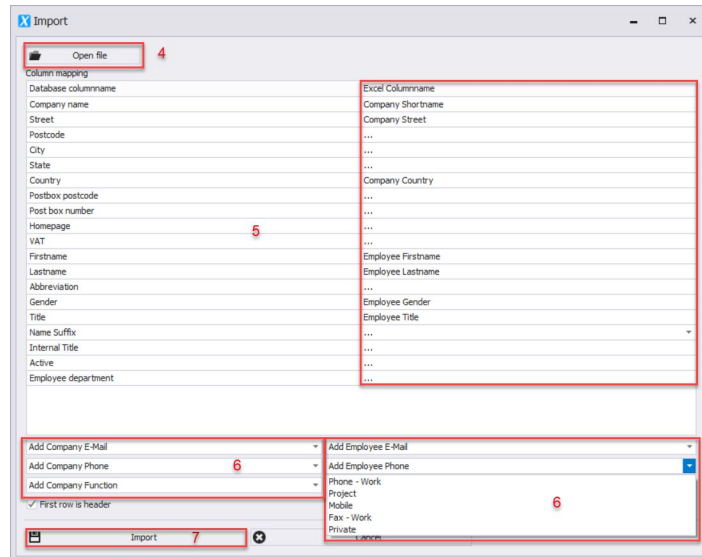 Import
Open file 4
Column mapping
Database columnname Excel Columnname
Company name Company Shortname
Street Company Street
Postcode ...
City ...
State ...
Country Company Country
Postbox postcode ...
Post box number ...
Homepage ...
5
VAT ...
Firstname Employee Firstname
Lastname Employee Lastname
Abbreviation ...
Gender Employee Gender
Title Employee Title
Name Suffix ...
Internal Title ...
Active ...
Employee department ...
Add Company E-Mail Add Employee E-Mail
Add Company Phone 6 Add Employee Phone
Add Company Function
Phone - Work
Project
Mobile 6
Fax - Work
Private
First row is header
Import 7 Cancel